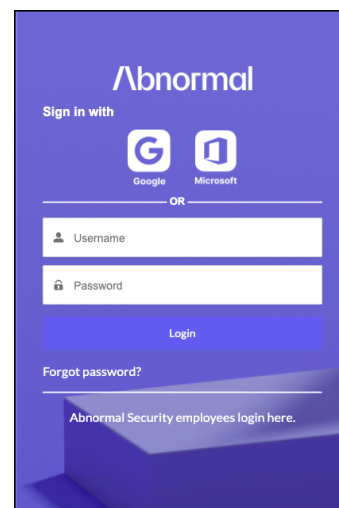 Abnormal
Sign in with
Google Microsoft
OR
Username
Password
Login
Forgot password?
Abnormal Security employees login here.